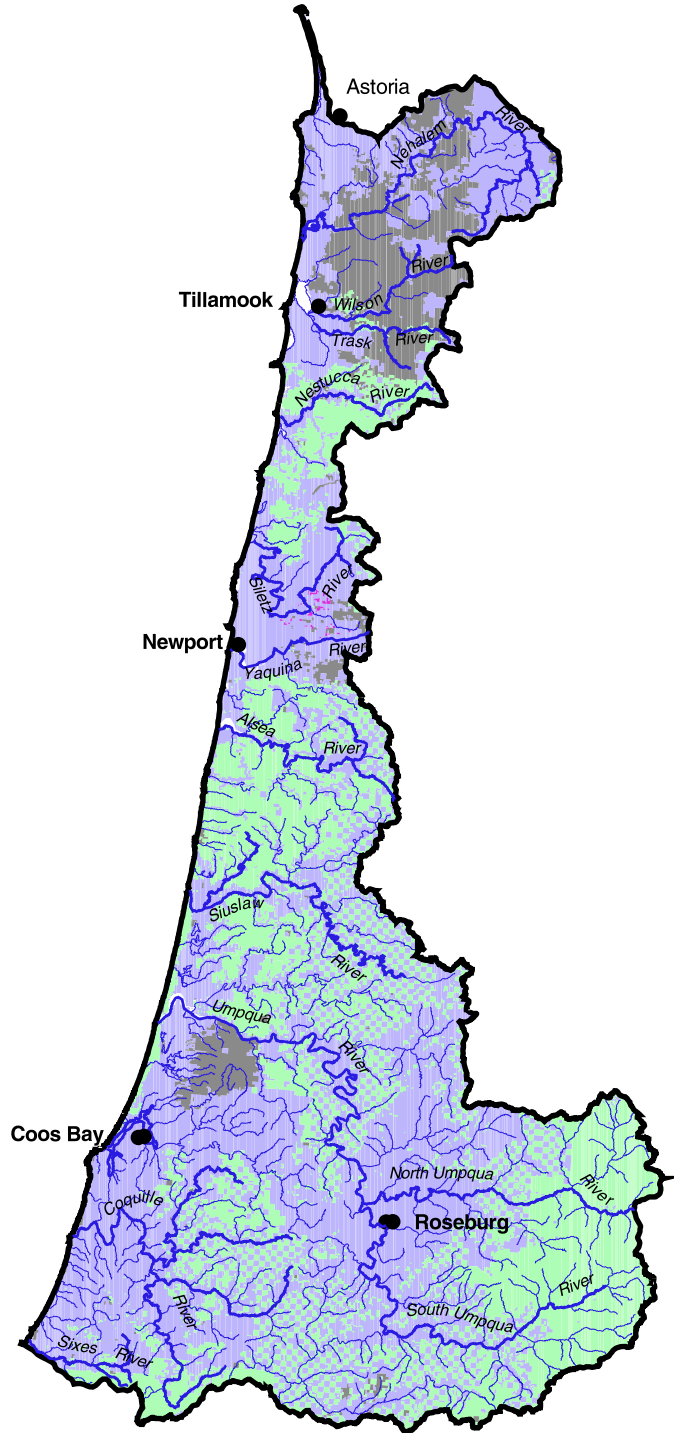 Astoria
Nehalem
River
River
Tillamook
Wilson
Trask
River
Nestucca
River
Siletz
River
Newport
Yaquina
River
Alsea
River
Siuslaw
River
Umpqua
River
Coos Bay
North Umpqua
River
Coquille
Roseburg
River
South Umpqua
River
Sixes
River